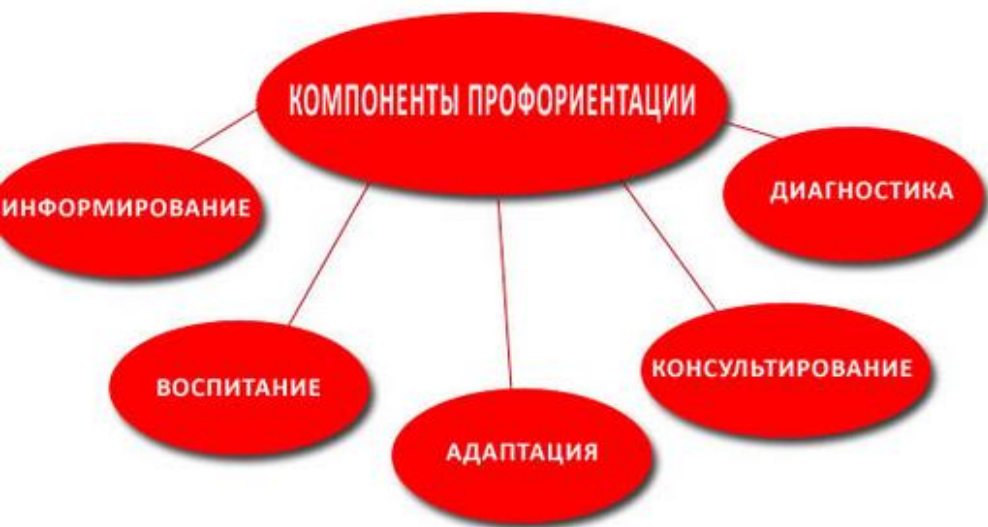 КОМПОНЕНТЫ ПРОФОРИЕНТАЦИИ
ИНФОРМИРОВАНИЕ
ВОСПИТАНИЕ
АДАПТАЦИЯ
КОНСУЛЬТИРОВАНИЕ
ДИАГНОСТИКА